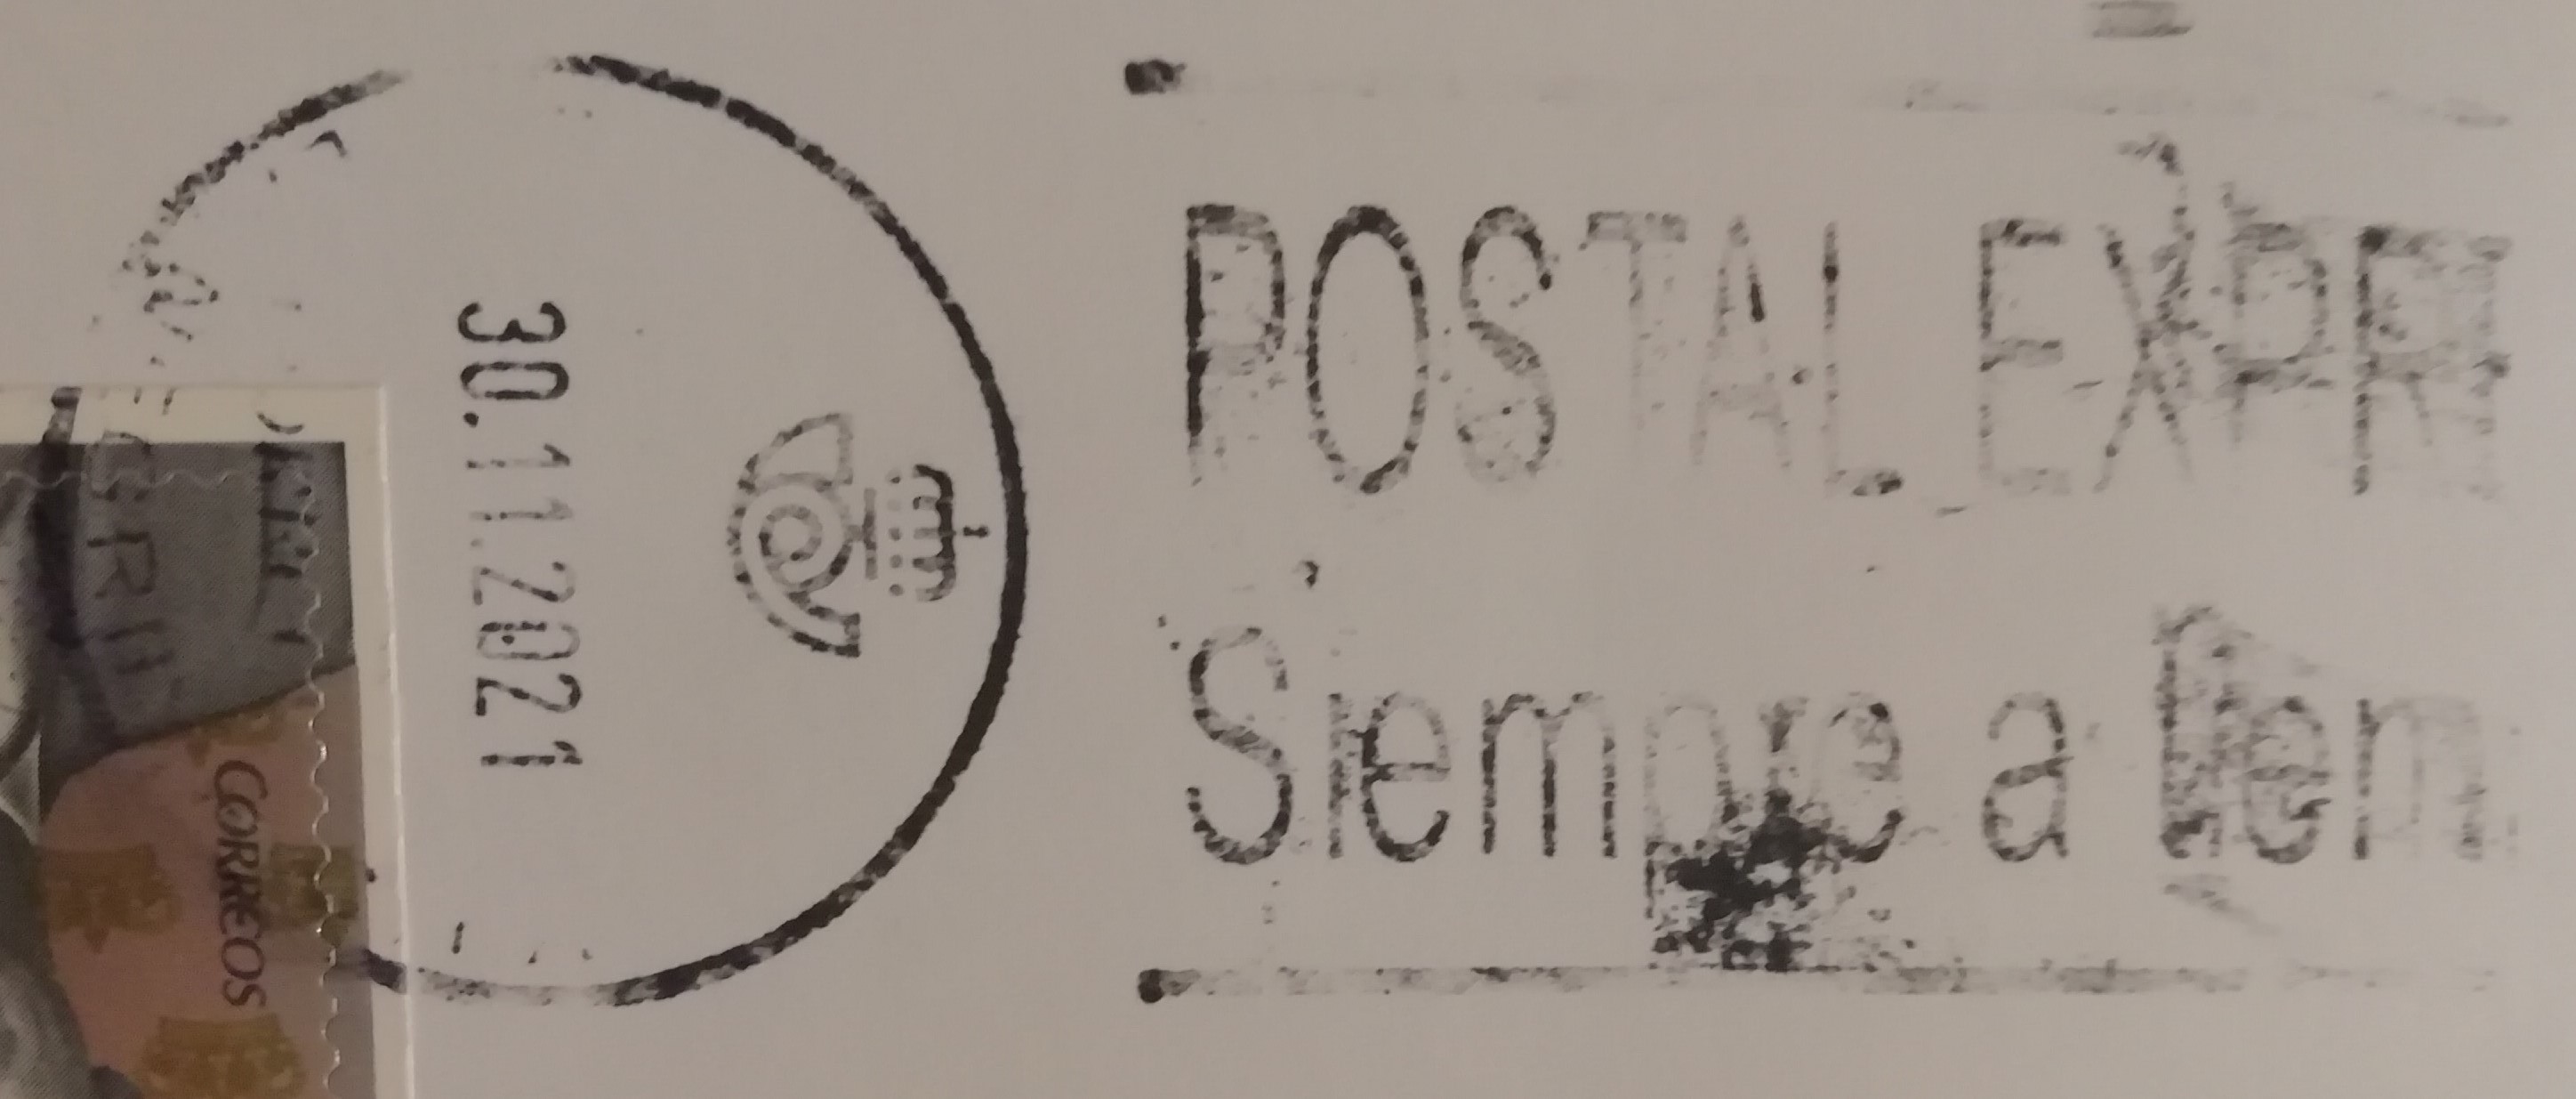 30.11.2021
POSTAL EXPR
Siempre a tiem
CORREOS